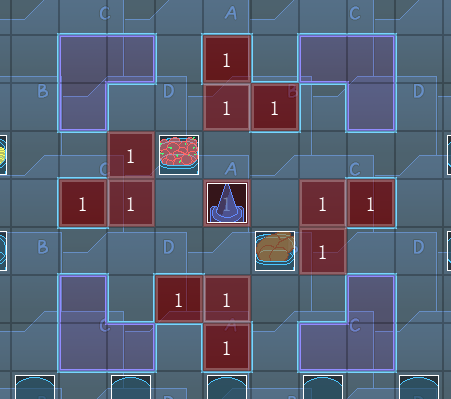 C A C
1
B D 1 1 B
1
C A C
1 1 1 1 1
B D 1 D
1 1
C 1 A C
D D